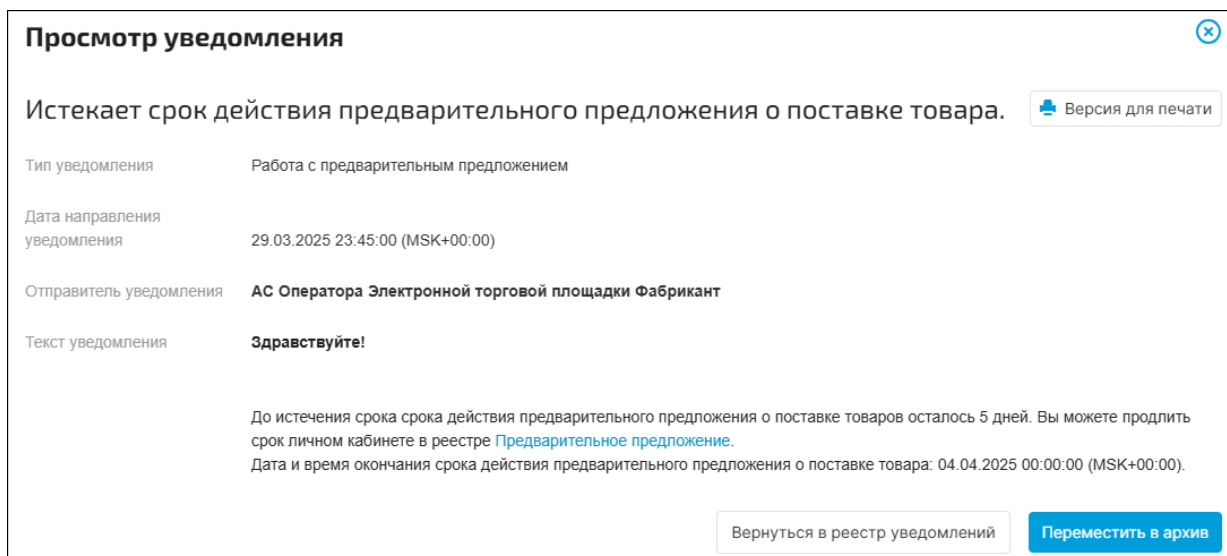 Просмотр уведомления
Истекает срок действия предварительного предложения о поставке товара.
Версия для печати
Тип уведомления
Работа с предварительным предложением
Дата направления
уведомления
29.03.2025 23:45:00 (MSK+00:00)
Отправитель уведомления
АС Оператора Электронной торговой площадки Фабрикант
Текст уведомления
Здравствуйте!
До истечения срока срока действия предварительного предложения о поставке товаров осталось 5 дней. Вы можете продлить
срок личном кабинете в реестре Предварительное предложение.
Дата и время окончания срока действия предварительного предложения о поставке товара: 04.04.2025 00:00:00 (MSK+00:00).
Вернуться в реестр уведомлений
Переместить в архив